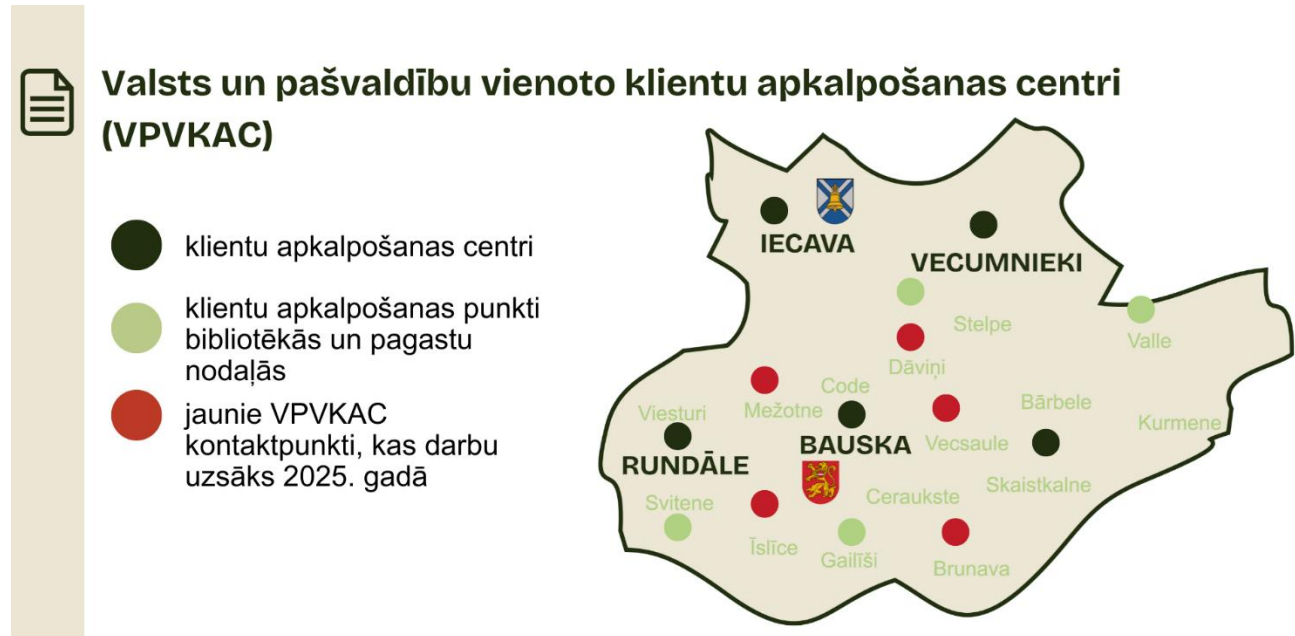 Valsts un pašvaldību vienoto klientu apkalpošanas centri
(VPVKAC)
klientu apkalpošanas centri
klientu apkalpošanas punkti
bibliotēkās un pagastu
nodaļās
jaunie VPVKAC
kontaktpunkti, kas darbu
uzsāks 2025. gadā
IECAVA
VECUMNIEKI
Stelpe
Valle
Dāviņi
Code
Mežotne
Viesturi
Bārbele
Kurmene
BAUSKA
Vecsaule
RUNDĀLE
Skaistkalne
Ceraukste
Svitene
Īslīce
Gailīši
Brunava